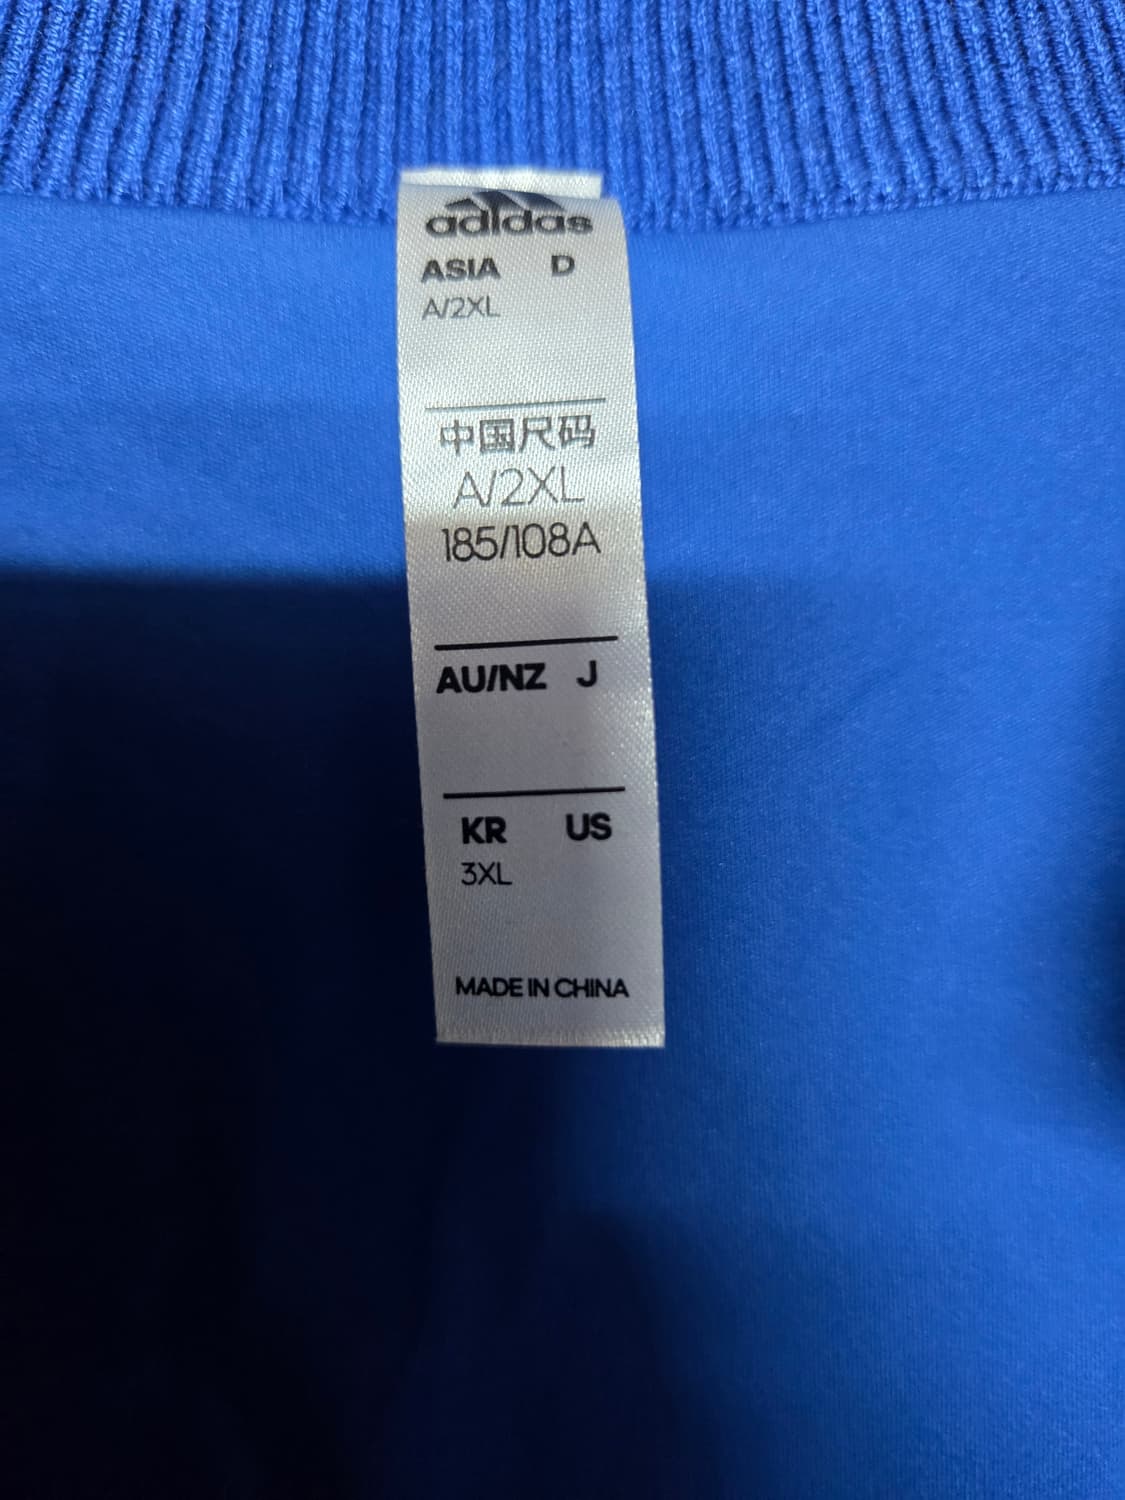 adidas
ASIA D
A/2XL
中国尺码
A/2XL
185/108A
AU/NZ J
KR US
3XL
MADE IN CHINA